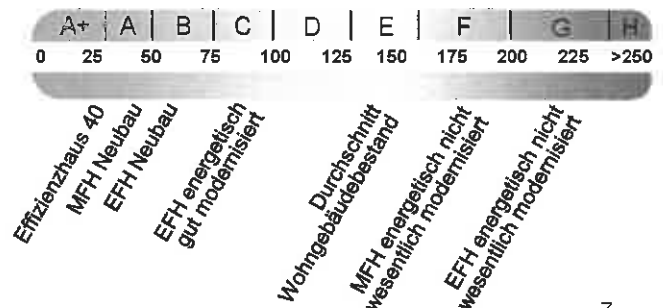 A+ A B C D E F G H
0 25 50 75 100 125 150 175 200 225 >250
Effizienzhaus 40
MFH Neubau
EFH Neubau
EFH energetisch
gut modernisiert
Durchschnitt
Wohngebäudebestand
MFH energetisch nicht
wesentlich modernisiert
EFH energetisch nicht
wesentlich modernisiert
7